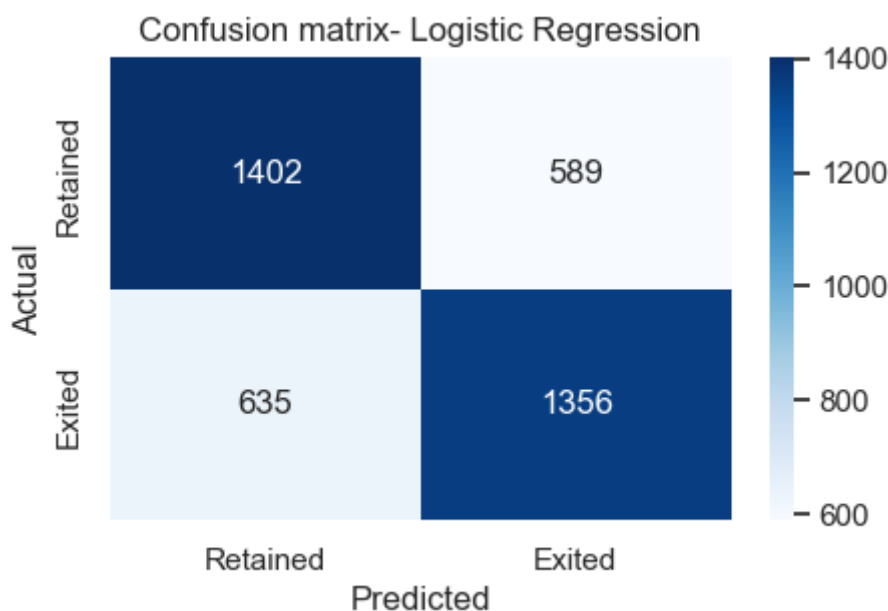 Confusion matrix- Logistic Regression
1400
Retained
1402
589
1200
Actual
1000
Exited
635
1356
800
600
Retained
Exited
Predicted